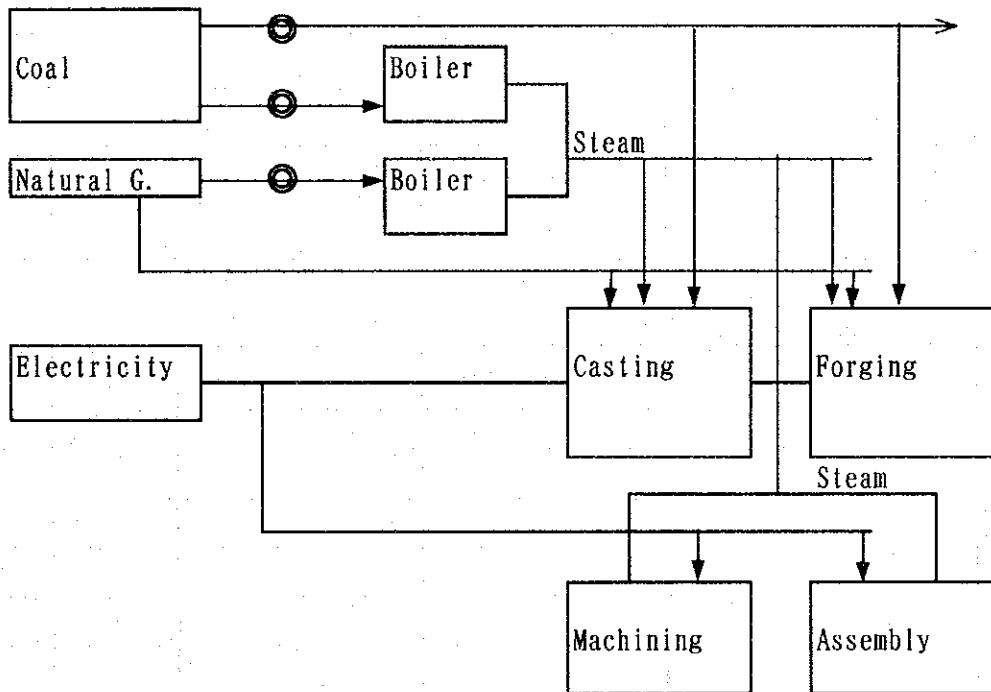 Coal
Boiler
Steam
Natural G.
Boiler
Electricity
Casting
Forging
Steam
Machining
Assembly